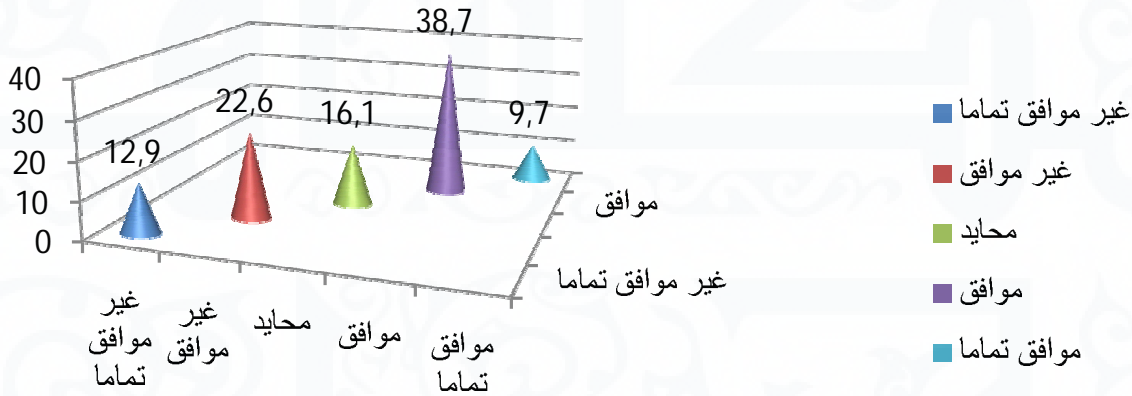 38,7
40
30
20
10
0
12,9
22,6
16,1
9,7
موافق
غير موافق تماما
غير
موافق
تماما
غير
موافق
محايد
موافق
موافق
تماما
غير موافق تماما
غير موافق
محايد
موافق
موافق تماما